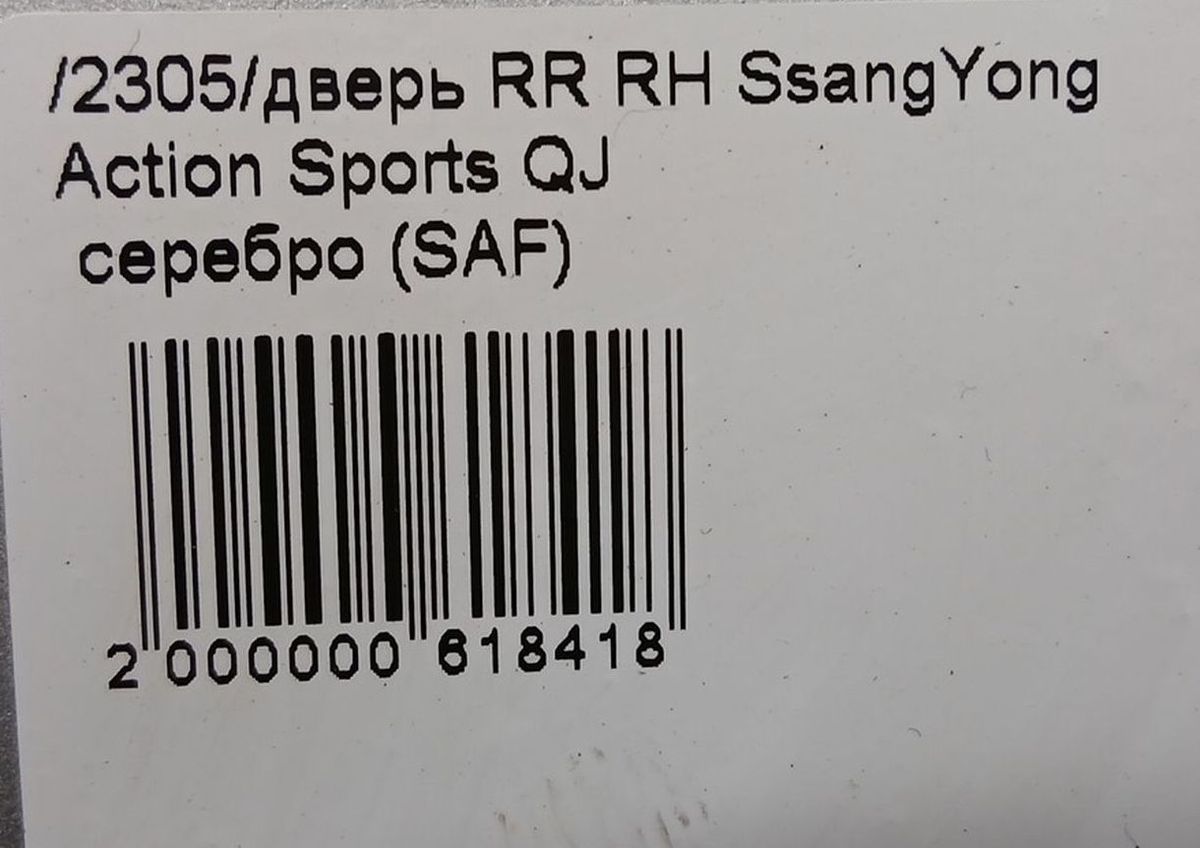 /2305/дверь RR RH SsangYong
Action Sports QJ
серебро (SAF)
2 000000 618418